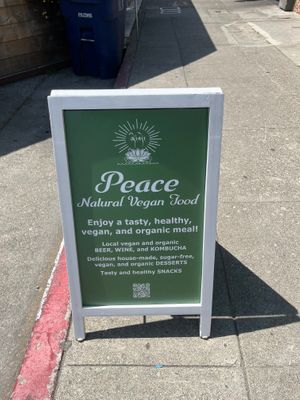 Peace
Natural Vegan Food
Enjoy a tasty, healthy,
vegan, and organic meal!
Local vegan and organic
BEER, WINE, and KOMBUCHA
Delicious house-made, sugar-free,
vegan, and organic DESSERTS
Tasty and healthy SNACKS